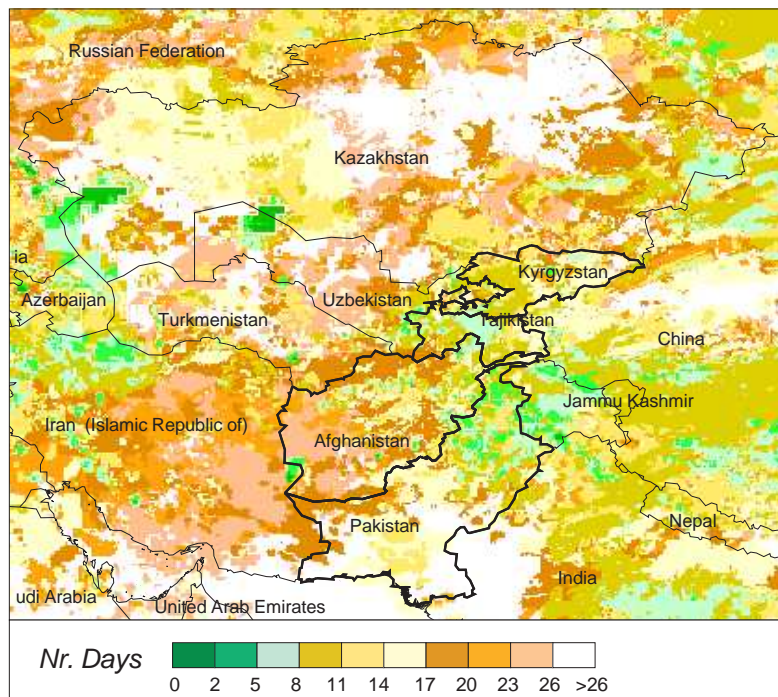 Russian Federation
Kazakhstan
ia
Kyrgyzstan
Azerbaijan
Uzbekistan
Turkmenistan
Tajikistan
China
Jammu Kashmir
Iran (Islamic Republic of)
Afghanistan
Pakistan
Nepal
India
udi Arabia
United Arab Emirates
Nr. Days
0 2 5 8 11 14 17 20 23 26 >26